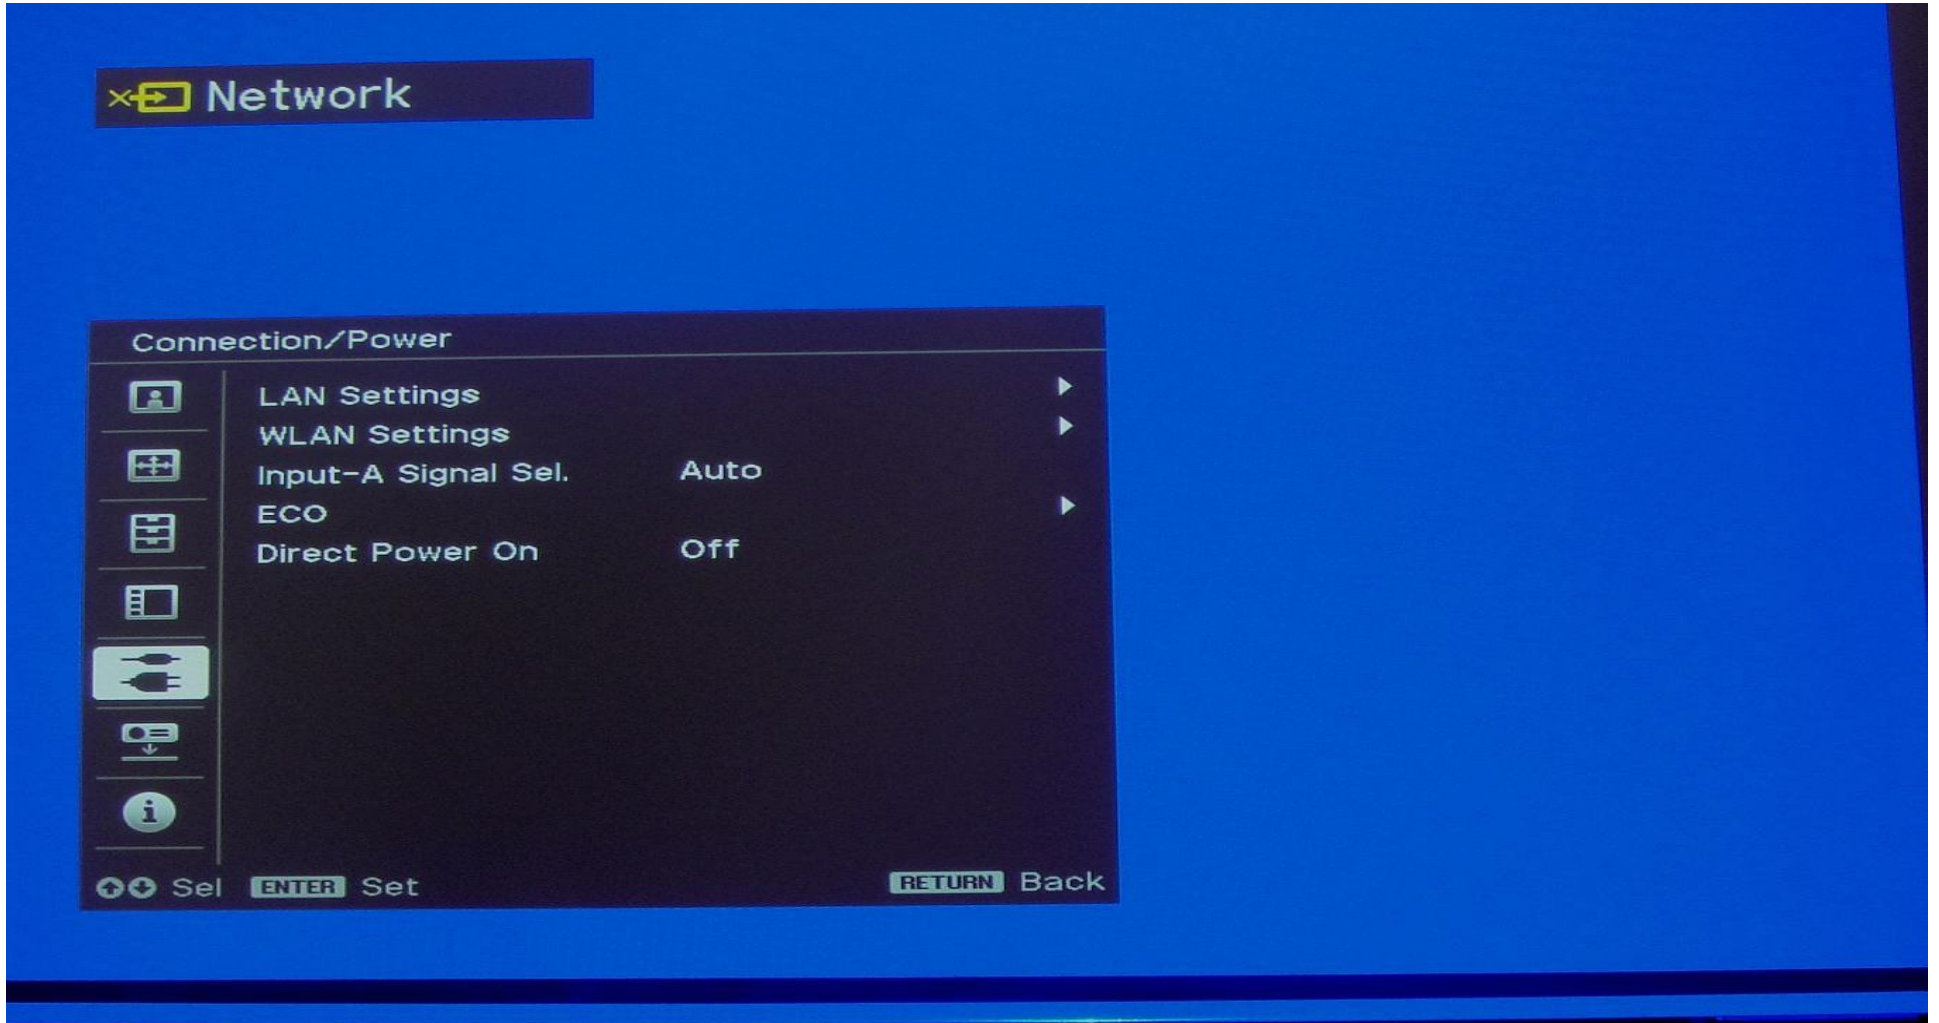 Network
Connection/Power
LAN Settings
WLAN Settings
Input-A Signal Sel. Auto
ECO
Direct Power On Off
Sel ENTER Set RETURN Back